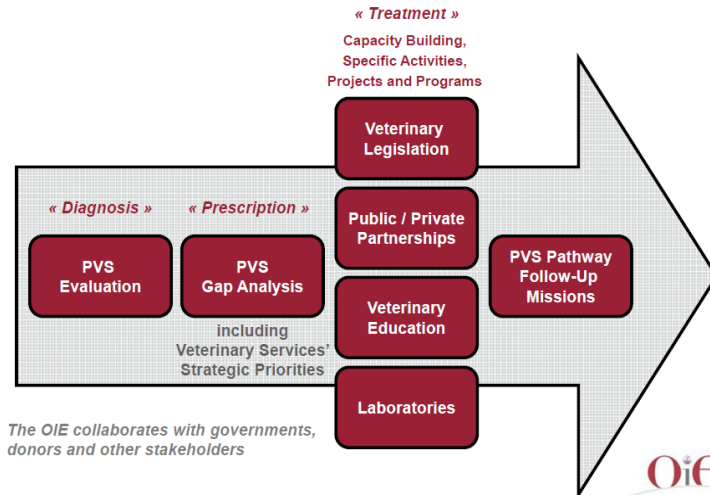 « Treatment »
Capacity Building,
Specific Activities,
Projects and Programs
Veterinary
Legislation
« Diagnosis »
« Prescription »
Public / Private
Partnerships
PVS
Evaluation
PVS
Gap Analysis
PVS Pathway
Follow-Up
Missions
including
Veterinary Services’
Strategic Priorities
Veterinary
Education
Laboratories
The OIE collaborates with governments,
donors and other stakeholders
OiE